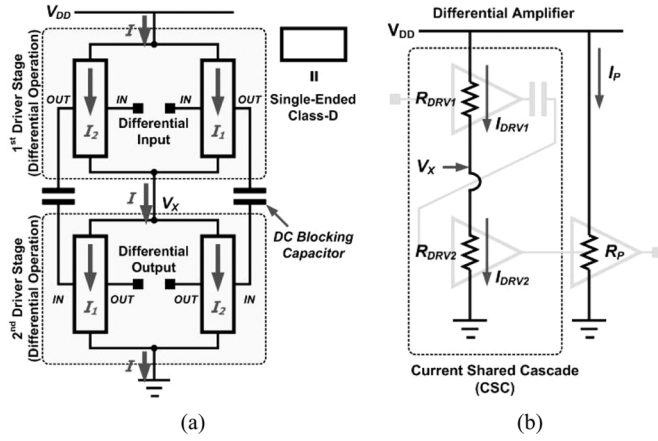 V_DD
I
1st Driver Stage
(Differential Operation)
OUT
IN
IN
OUT
I_2
I_1
Differential
Input
Single-Ended
Class-D
I
V_X
DC Blocking
Capacitor
2nd Driver Stage
(Differential Operation)
Differential
Output
IN
OUT
OUT
IN
I_1
I_2
I
(a)
Differential Amplifier
V_DD
R_DRV1
I_DRV1
I_P
V_X
R_DRV2
I_DRV2
R_P
Current Shared Cascade
(CSC)
(b)